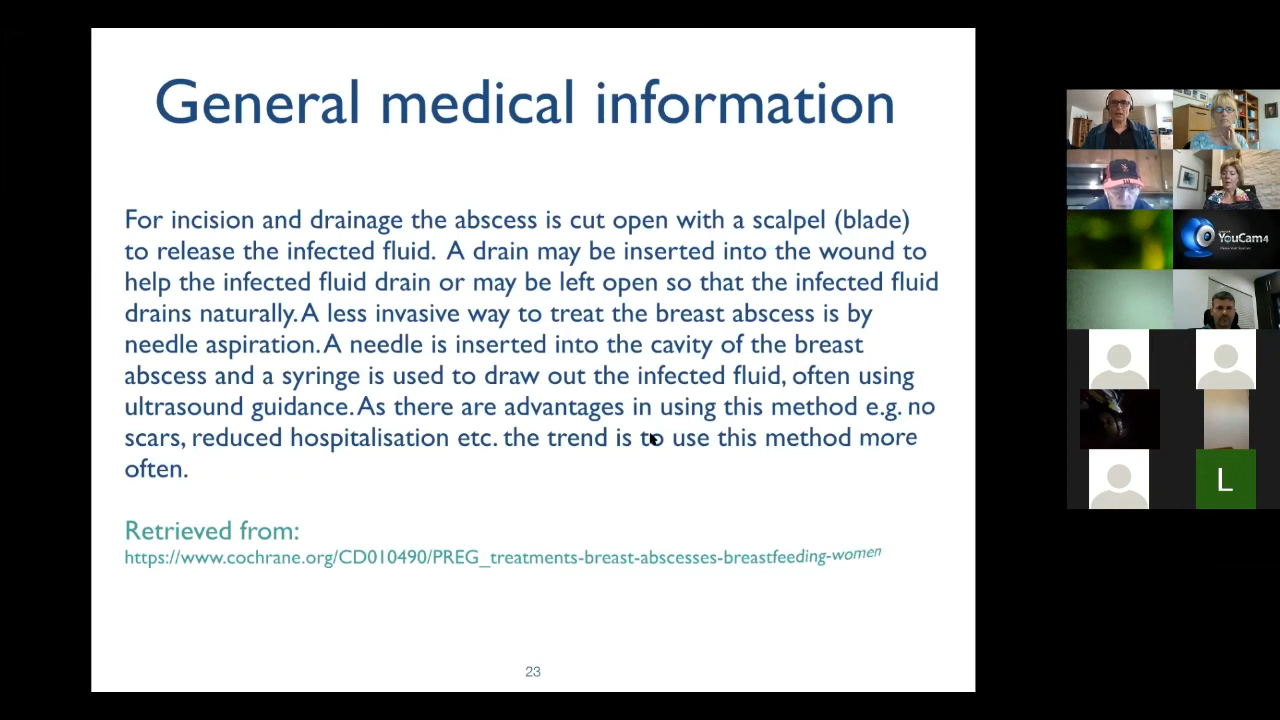 General medical information
For incision and drainage the abscess is cut open with a scalpel (blade)
to release the infected fluid. A drain may be inserted into the wound to
help the infected fluid drain or may be left open so that the infected fluid
drains naturally. A less invasive way to treat the breast abscess is by
needle aspiration. A needle is inserted into the cavity of the breast
abscess and a syringe is used to draw out the infected fluid, often using
ultrasound guidance. As there are advantages in using this method e.g. no
scars, reduced hospitalisation etc. the trend is to use this method more
often.
Retrieved from:
https://www.cochrane.org/CD010490/PREG_treatments-breast-abscesses-breastfeeding-women
23
YouCam4
L